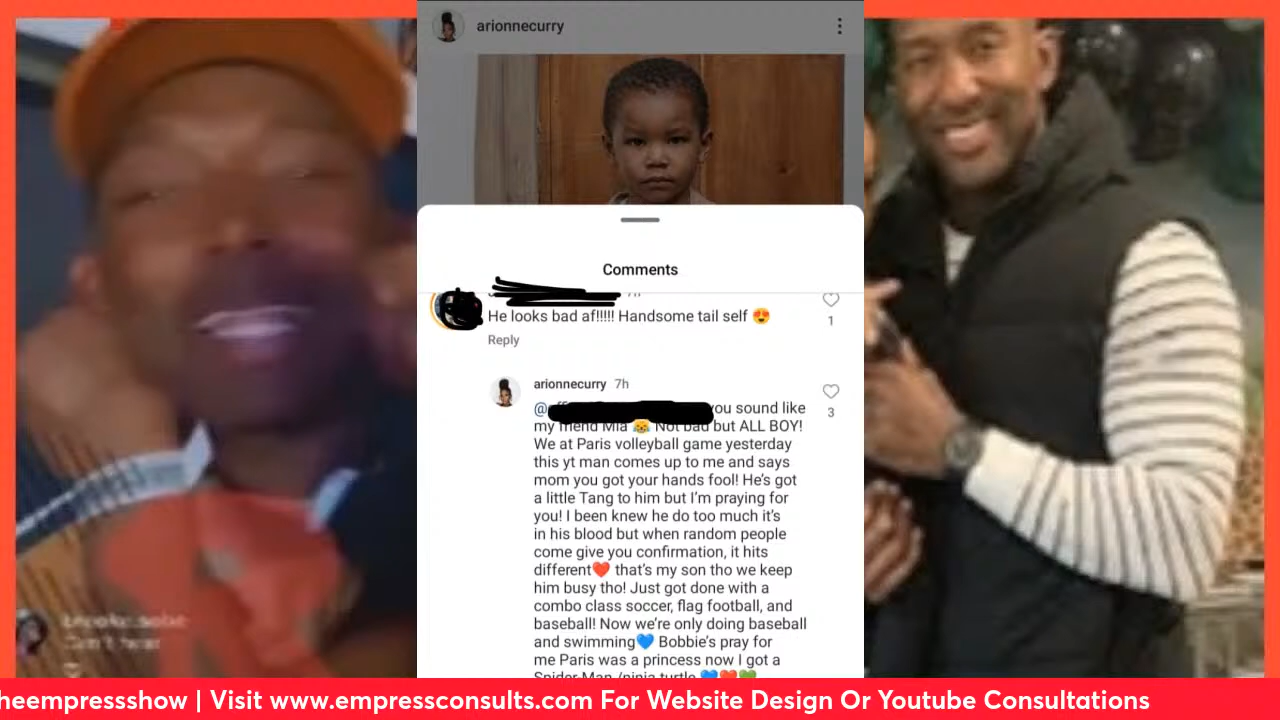 arionnecurry
Comments
He looks bad af!!!!! Handsome tail self 😍
1
Reply
arionnecurry 7h
3
you sound like
my friend Mia 😹 Not bad but ALL BOY!
We at Paris volleyball game yesterday
this yt man comes up to me and says
mom you got your hands fool! He's got
a little Tang to him but I'm praying for
you! I been knew he do too much it's
in his blood but when random people
come give you confirmation, it hits
different❤️ that's my son tho we keep
him busy tho! Just got done with a
combo class soccer, flag football, and
baseball! Now we're only doing baseball
and swimming💙 Bobbie's pray for
me Paris was a princess now I got a
Spider-Man /ninja turtle 💙❤️💚
heempressshow | Visit www.empressconsults.com For Website Design Or Youtube Consultations